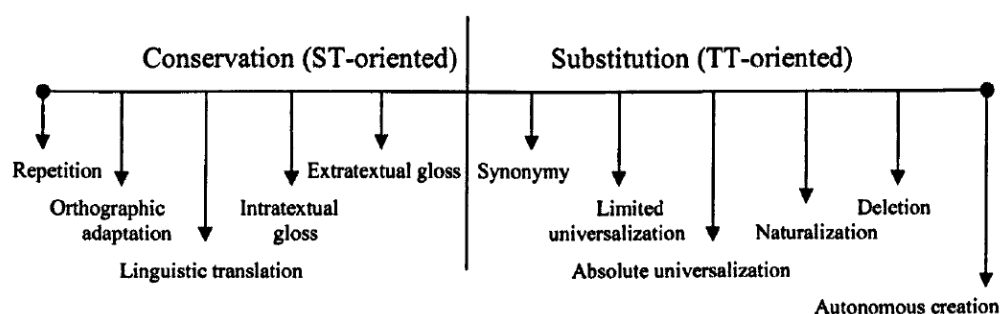 Conservation (ST-oriented)
Substitution (TT-oriented)
Repetition
Orthographic
adaptation
Linguistic translation
Intratextual
gloss
Extratextual gloss
Synonymy
Limited
universalization
Absolute universalization
Naturalization
Deletion
Autonomous creation